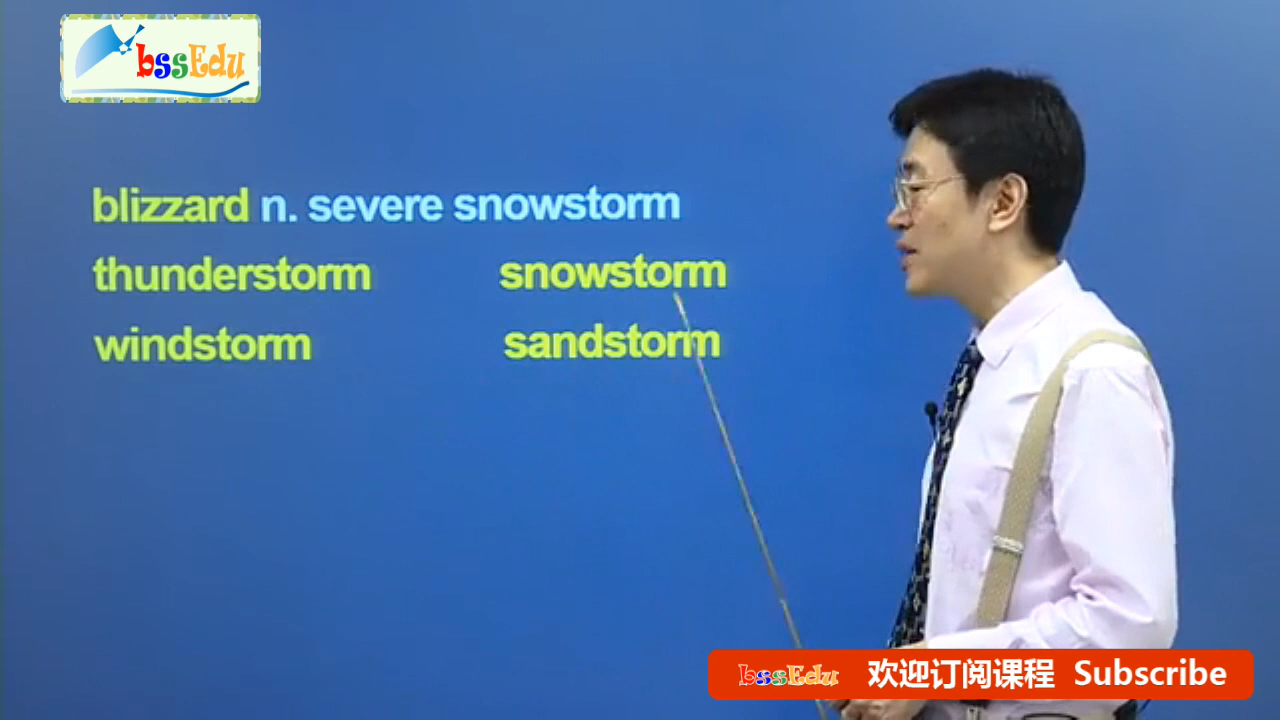 bssEdu
blizzard n. severe snowstorm
thunderstorm snowstorm
windstorm sandstorm
bssEdu 欢迎订阅课程 Subscribe